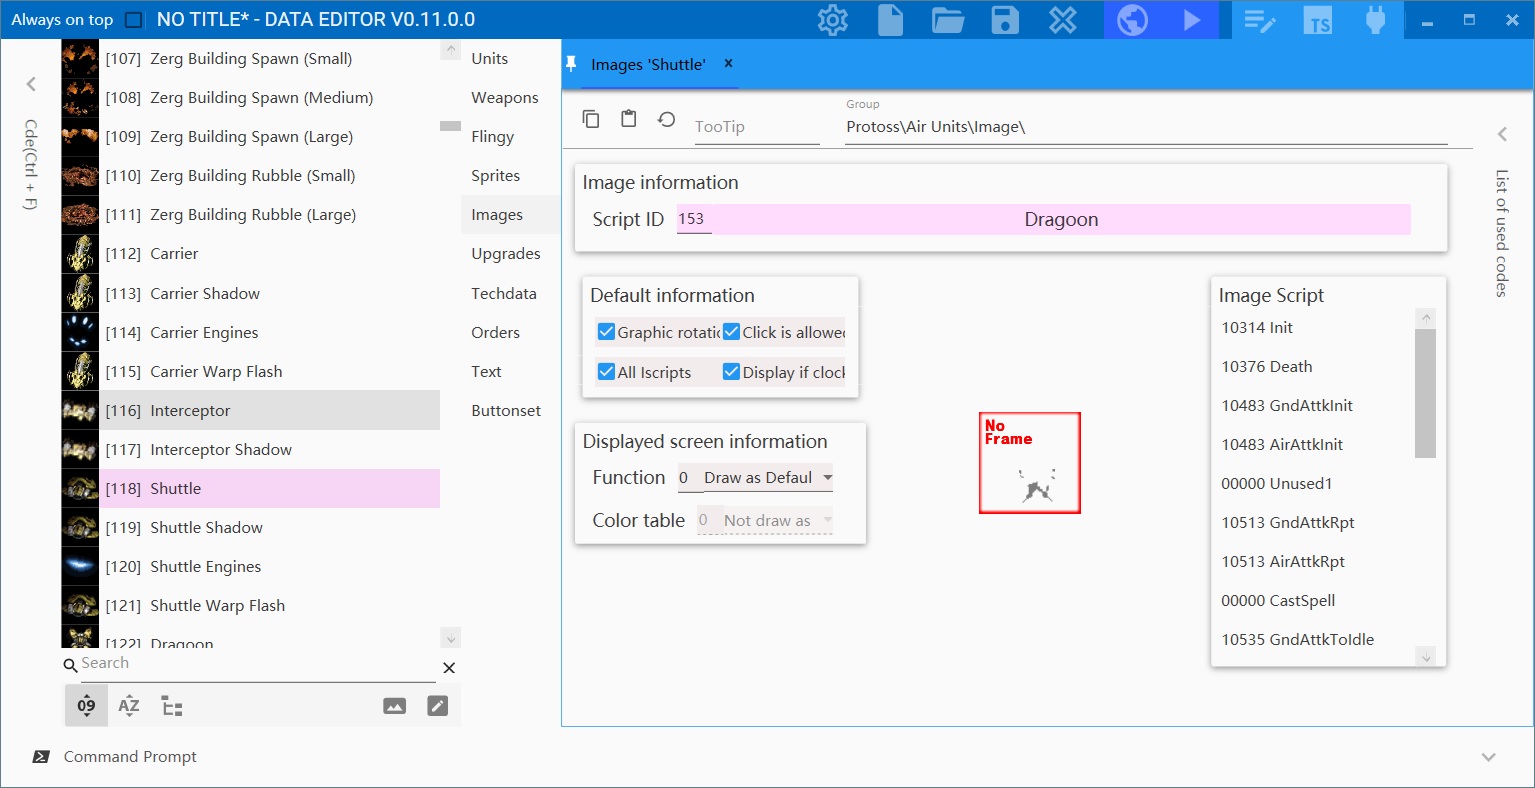 Always on top NO TITLE* - DATA EDITOR V0.11.0.0
TS
Cde(Ctrl + F)
[107] Zerg Building Spawn (Small)
[108] Zerg Building Spawn (Medium)
[109] Zerg Building Spawn (Large)
[110] Zerg Building Rubble (Small)
[111] Zerg Building Rubble (Large)
[112] Carrier
[113] Carrier Shadow
[114] Carrier Engines
[115] Carrier Warp Flash
[116] Interceptor
[117] Interceptor Shadow
[118] Shuttle
[119] Shuttle Shadow
[120] Shuttle Engines
[121] Shuttle Warp Flash
[122] Dragoon
Search
09 AZ
Units
Weapons
Flingy
Sprites
Images
Upgrades
Techdata
Orders
Text
Buttonset
Images 'Shuttle' x
TooTip
Group
Protoss\Air Units\Image\
Image information
Script ID 153 Dragoon
Default information
Graphic rotatic Click is allowed
All Iscripts Display if clock
Displayed screen information
Function 0 Draw as Defaul
Color table 0 Not draw as
No
Frame
Image Script
10314 Init
10376 Death
10483 GndAttkInit
10483 AirAttkInit
00000 Unused1
10513 GndAttkRpt
10513 AirAttkRpt
00000 CastSpell
10535 GndAttkToIdle
List of used codes
Command Prompt